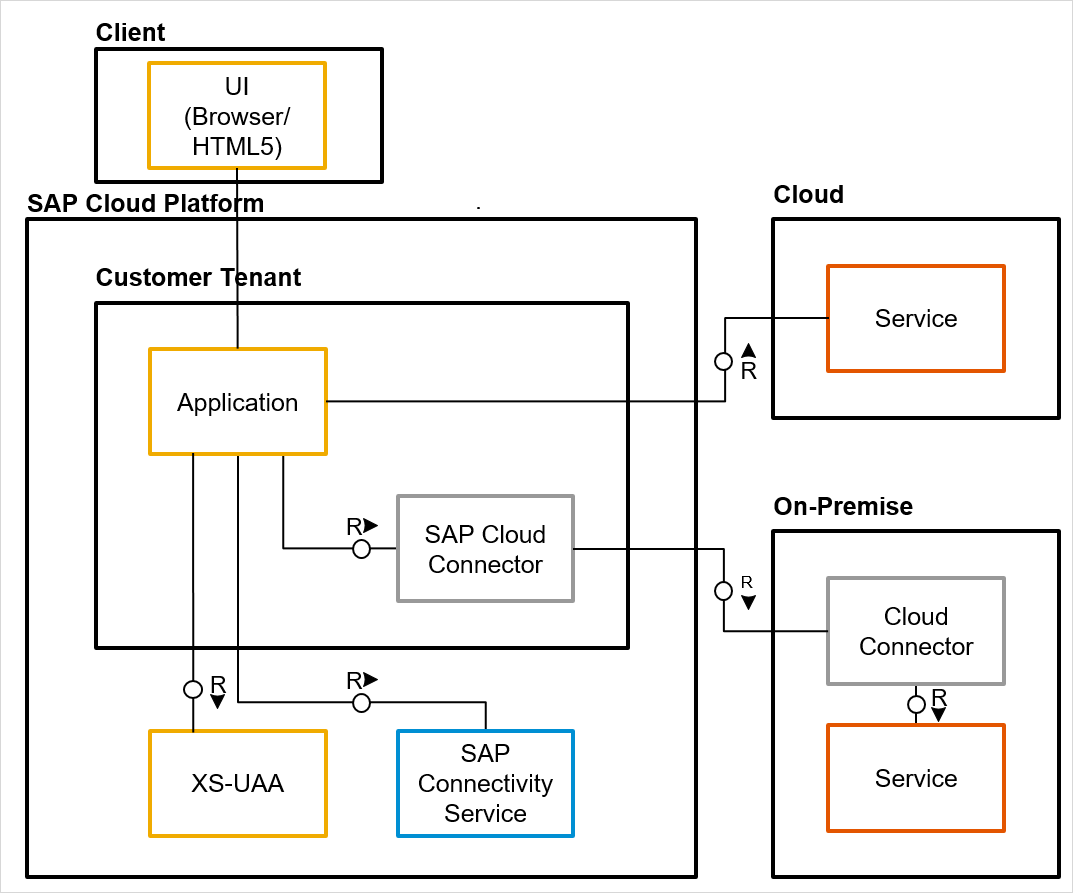 Client
UI
(Browser/
HTML5)
SAP Cloud Platform
Cloud
Customer Tenant
Service
R
Application
On-Premise
R
SAP Cloud
Connector
R
Cloud
Connector
R
R
R
XS-UAA
SAP
Connectivity
Service
Service